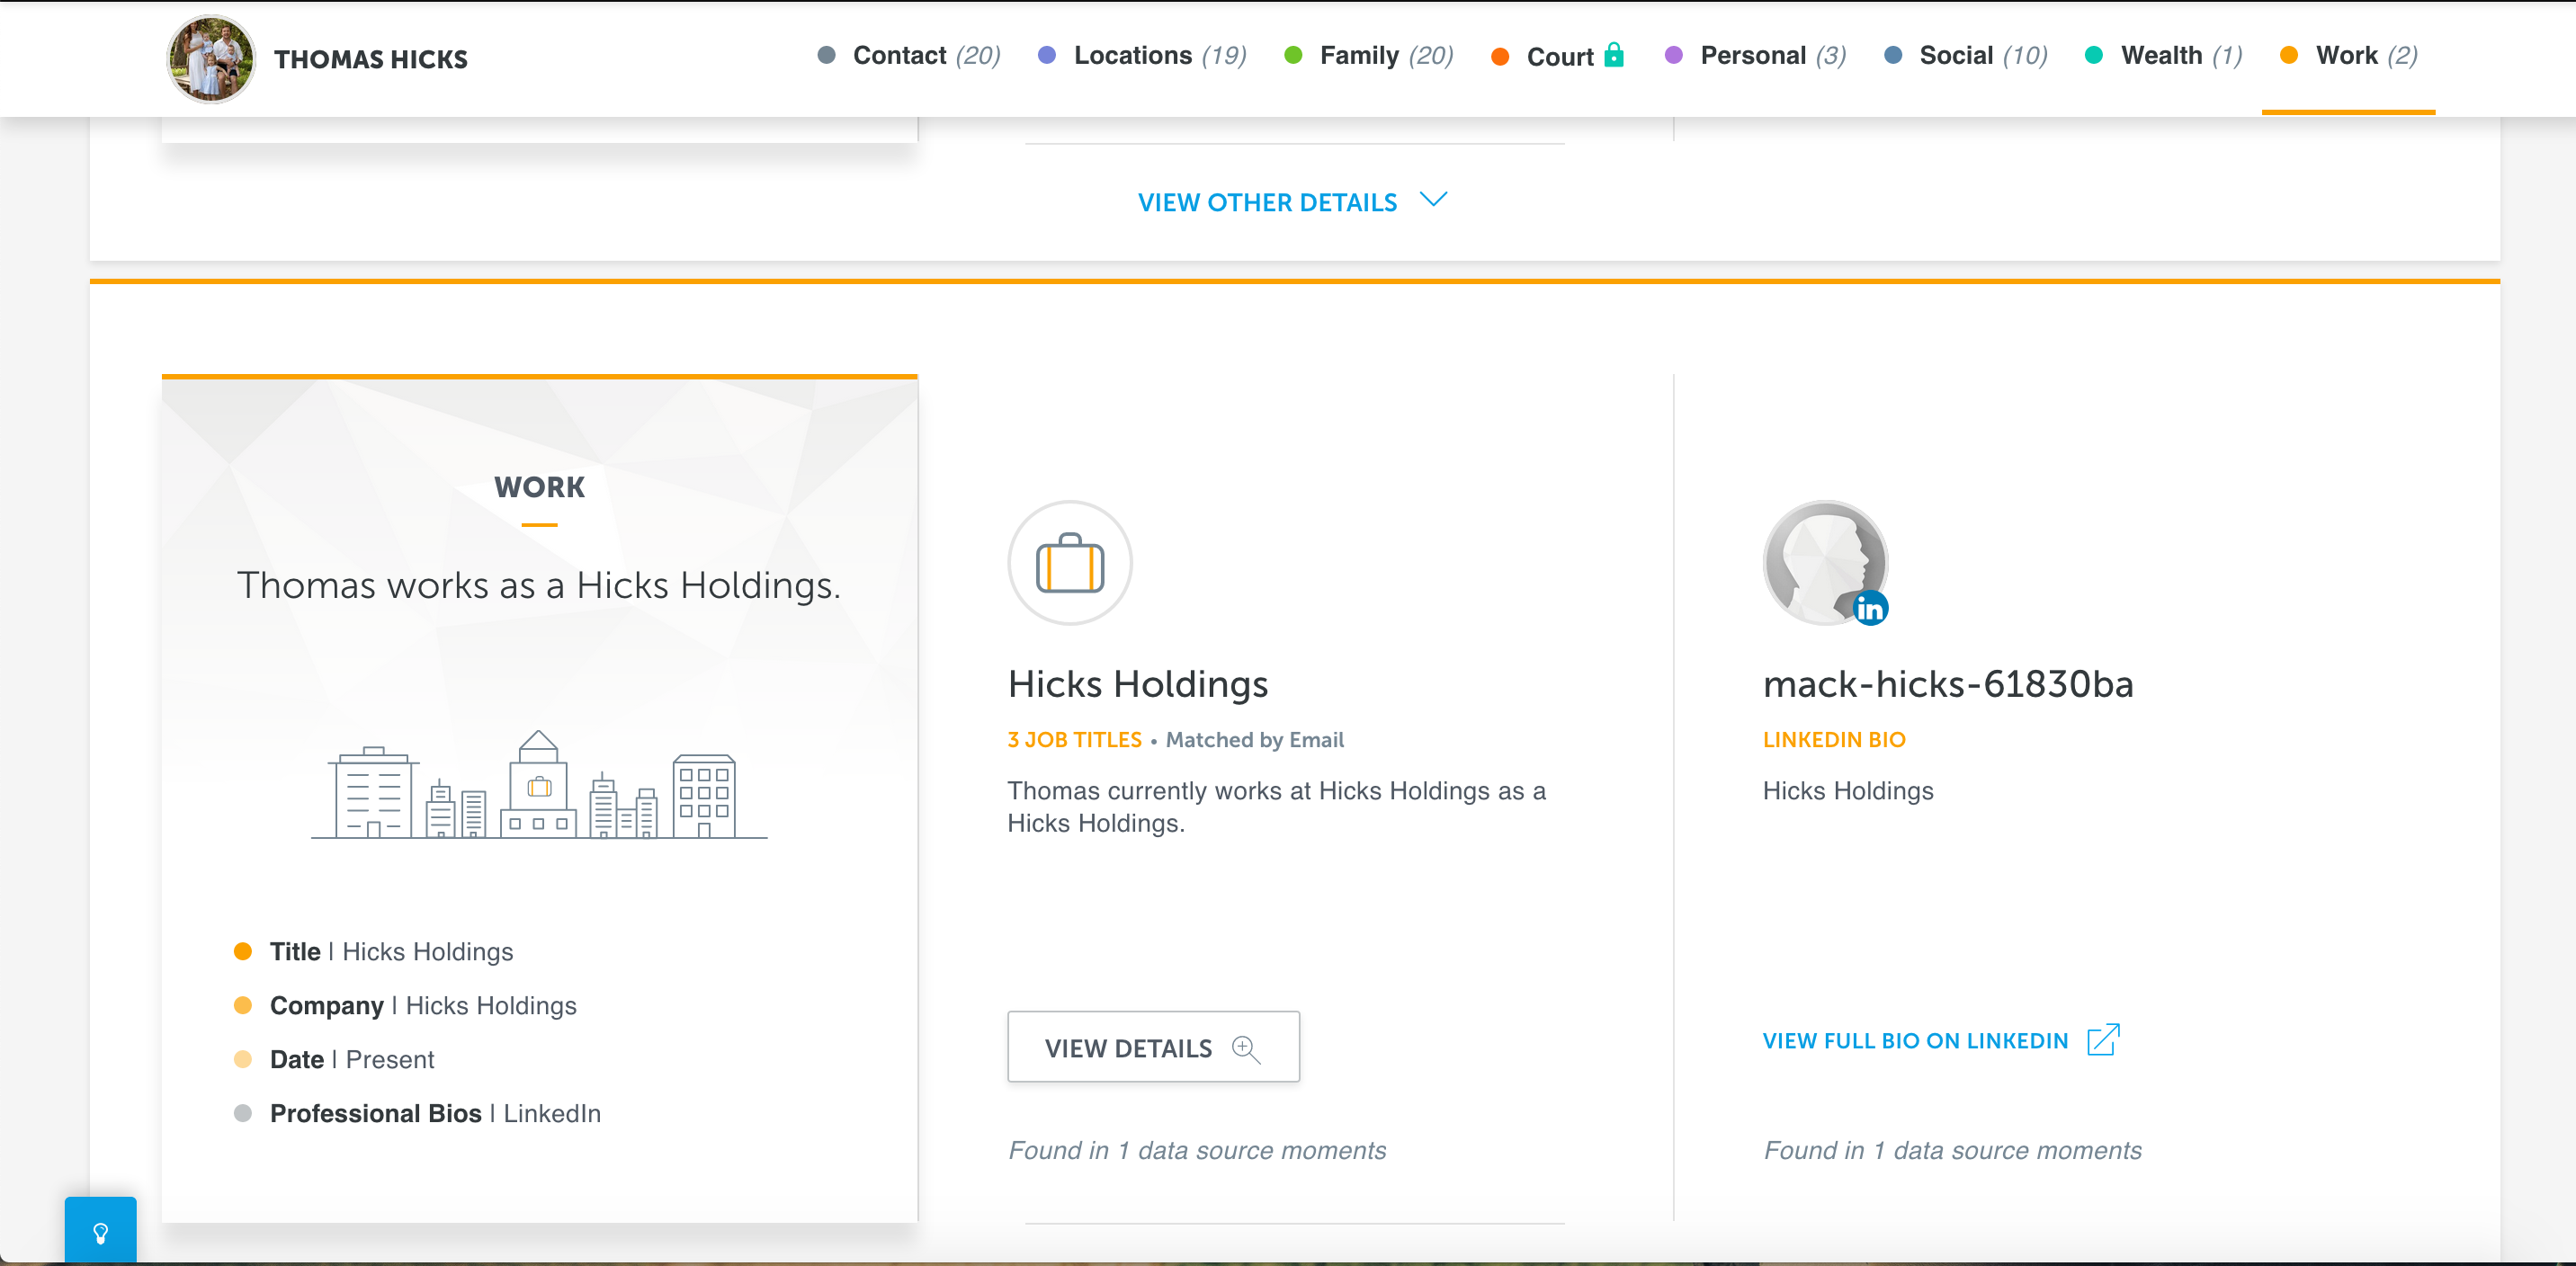 THOMAS HICKS
Contact (20)
Locations (19)
Family (20)
Court
Personal (3)
Social (10)
Wealth (1)
Work (2)
VIEW OTHER DETAILS
WORK
Thomas works as a Hicks Holdings.
Title | Hicks Holdings
Company | Hicks Holdings
Date | Present
Professional Bios | LinkedIn
Hicks Holdings
3 JOB TITLES • Matched by Email
Thomas currently works at Hicks Holdings as a
Hicks Holdings.
VIEW DETAILS
Found in 1 data source moments
in
mack-hicks-61830ba
LINKEDIN BIO
Hicks Holdings
VIEW FULL BIO ON LINKEDIN
Found in 1 data source moments